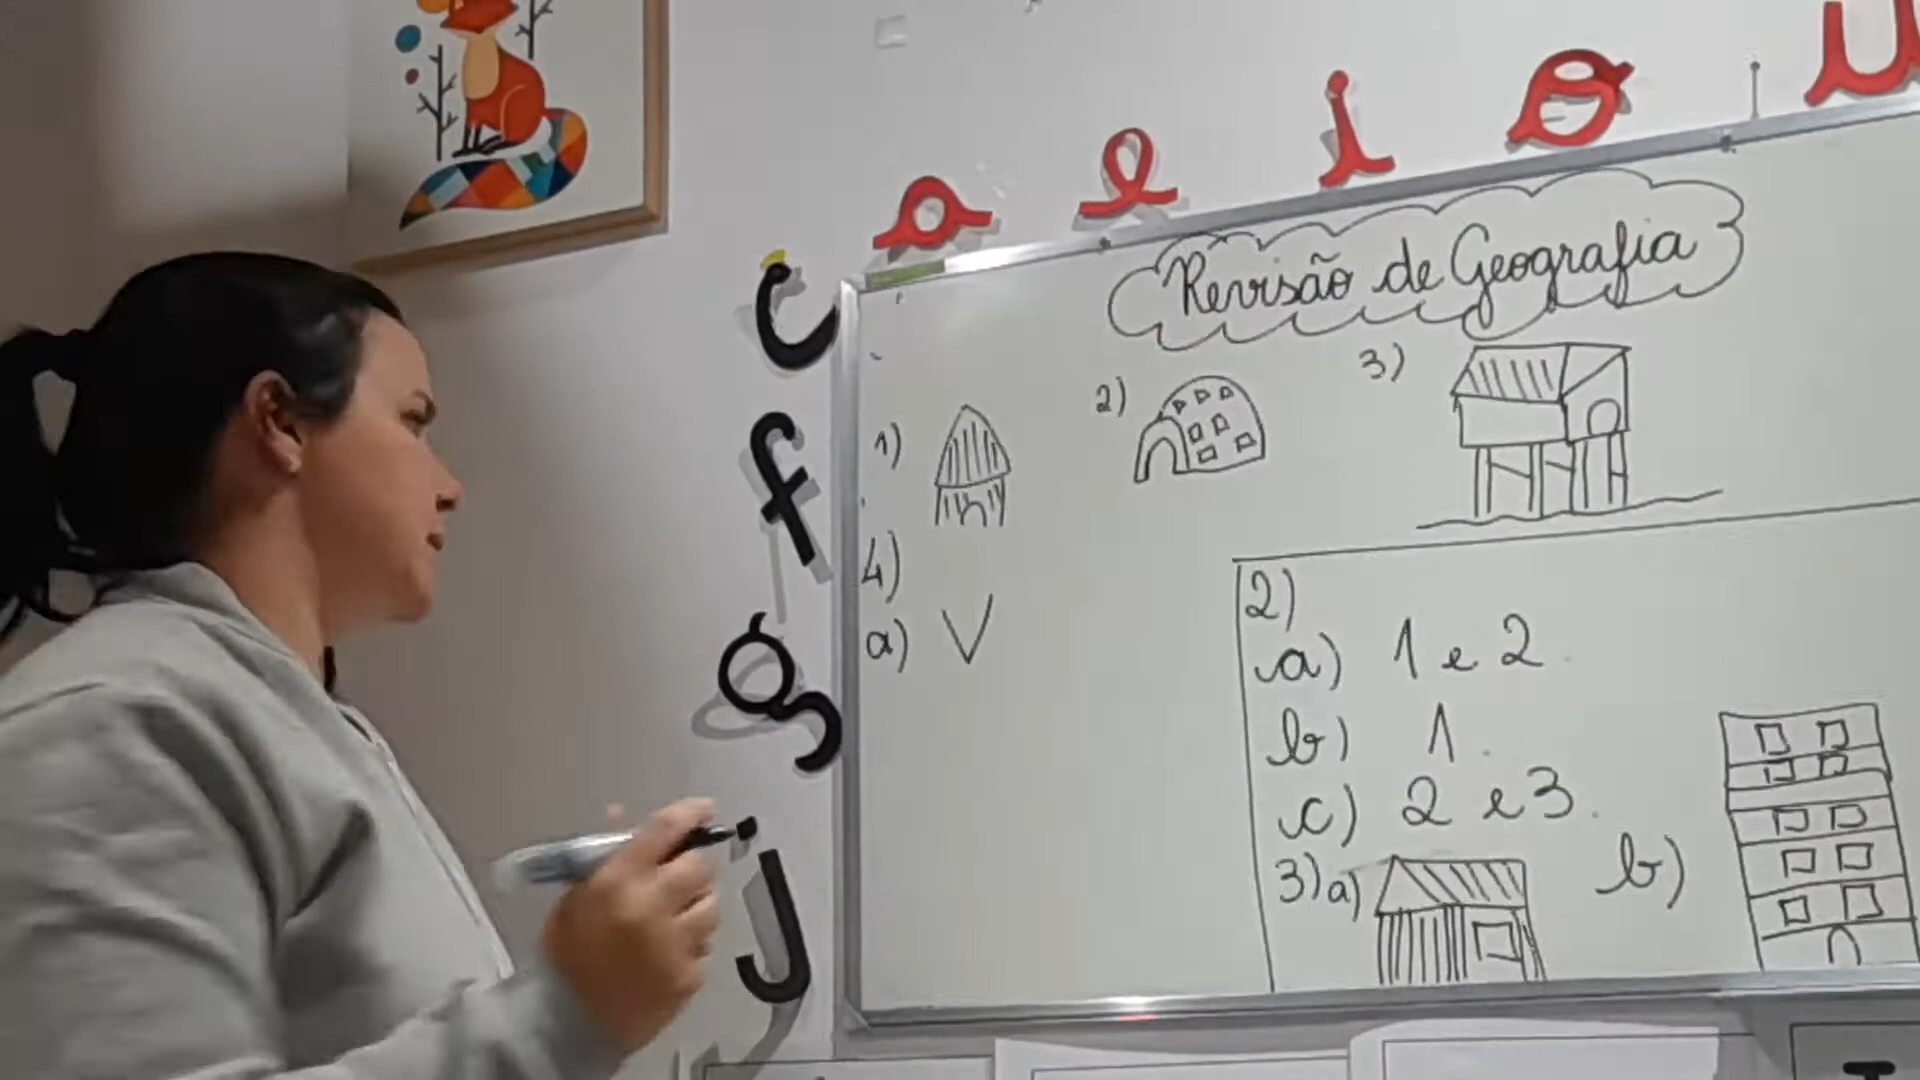 a e i o u
c
f
g
j
Revisão de Geografia
1)
2)
3)
4)
a) V
2)
a) 1 e 2.
b) 1.
c) 2 e 3.
3) a)
b)